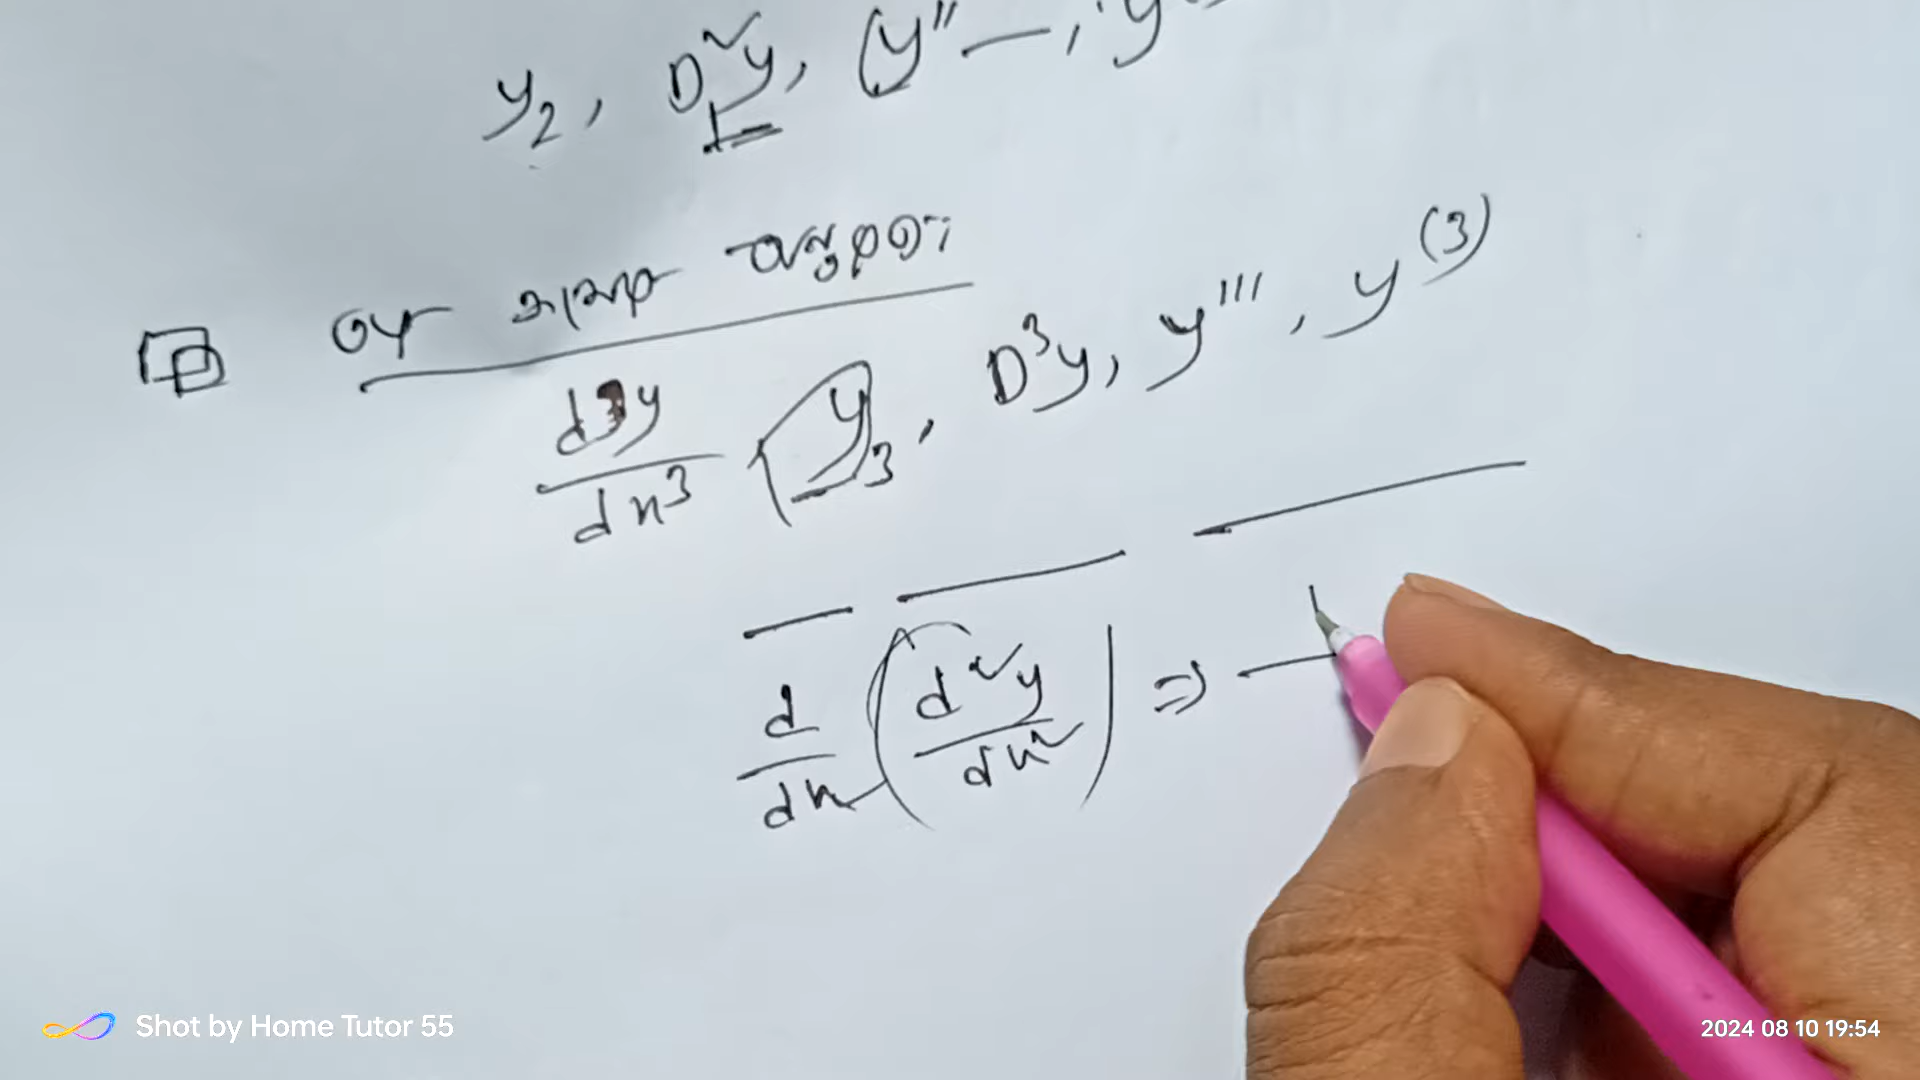 y₂, D²y, (y'' —, y
৩য় পর্যায় অন্তরজঃ
d³y/dx³ y₃, D³y, y''', y⁽³⁾
d/dx (d²y/dx²) ⇒
Shot by Home Tutor 55
2024 08 10 19:54